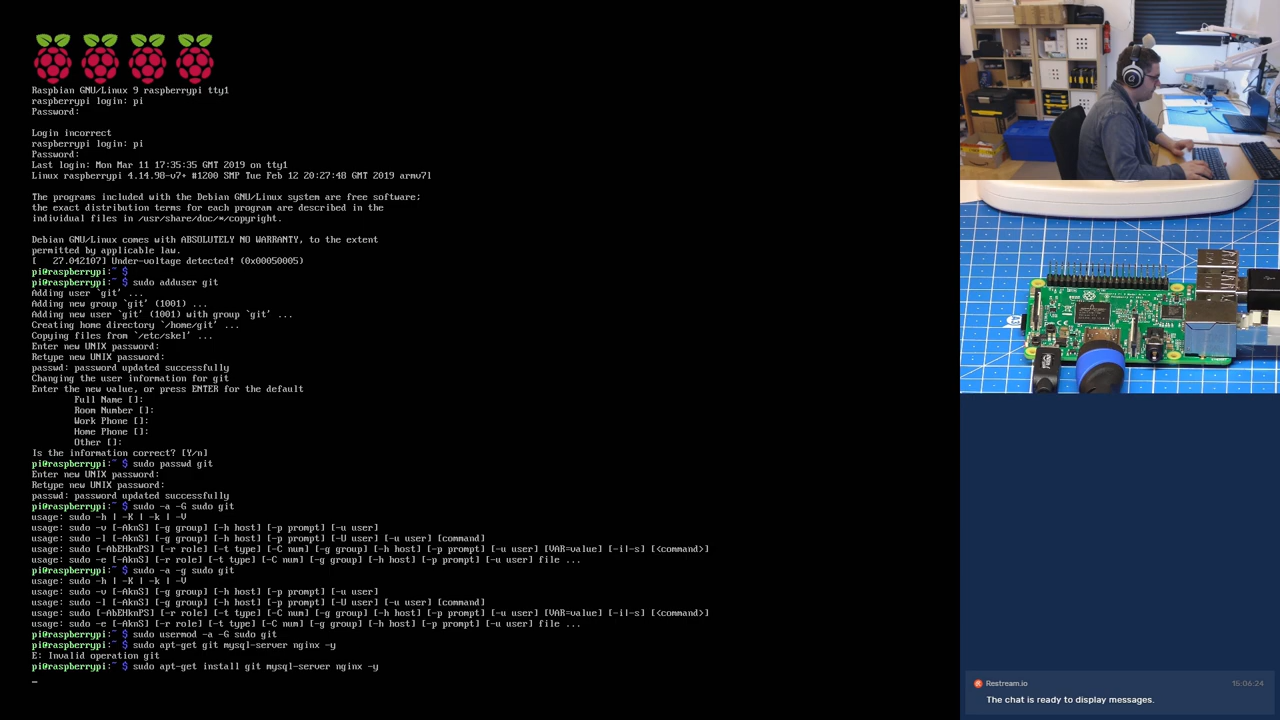 Raspbian GNU/Linux 9 raspberrypi tty1
raspberrypi login: pi
Password:
Login incorrect
raspberrypi login: pi
Password:
Last login: Mon Mar 11 17:35:35 GMT 2019 on tty1
Linux raspberrypi 4.14.98-v7+ #1200 SMP Tue Feb 12 20:27:48 GMT 2019 armv7l
The programs included with the Debian GNU/Linux system are free software;
the exact distribution terms for each program are described in the
individual files in /usr/share/doc/*/copyright.
Debian GNU/Linux comes with ABSOLUTELY NO WARRANTY, to the extent
permitted by applicable law.
[   27.042107] Under-voltage detected! (0x00050005)
pi@raspberrypi:~ $
pi@raspberrypi:~ $ sudo adduser git
Adding user `git' ...
Adding new group `git' (1001) ...
Adding new user `git' (1001) with group `git' ...
Creating home directory `/home/git' ...
Copying files from `/etc/skel' ...
Enter new UNIX password:
Retype new UNIX password:
passwd: password updated successfully
Changing the user information for git
Enter the new value, or press ENTER for the default
Full Name []:
Room Number []:
Work Phone []:
Home Phone []:
Other []:
Is the information correct? [Y/n]
pi@raspberrypi:~ $ sudo passwd git
Enter new UNIX password:
Retype new UNIX password:
passwd: password updated successfully
pi@raspberrypi:~ $ sudo -a -G sudo git
usage: sudo -h | -K | -k | -V
usage: sudo -v [-AknS] [-g group] [-h host] [-p prompt] [-u user]
usage: sudo -l [-AknS] [-g group] [-h host] [-p prompt] [-U user] [-u user] [command]
usage: sudo [-AbEHknPS] [-r role] [-t type] [-C num] [-g group] [-h host] [-p prompt] [-u user] [VAR=value] [-i|-s] [<command>]
usage: sudo -e [-AknS] [-r role] [-t type] [-C num] [-g group] [-h host] [-p prompt] [-u user] file ...
pi@raspberrypi:~ $ sudo -a -g sudo git
usage: sudo -h | -K | -k | -V
usage: sudo -v [-AknS] [-g group] [-h host] [-p prompt] [-u user]
usage: sudo -l [-AknS] [-g group] [-h host] [-p prompt] [-U user] [-u user] [command]
usage: sudo [-AbEHknPS] [-r role] [-t type] [-C num] [-g group] [-h host] [-p prompt] [-u user] [VAR=value] [-i|-s] [<command>]
usage: sudo -e [-AknS] [-r role] [-t type] [-C num] [-g group] [-h host] [-p prompt] [-u user] file ...
pi@raspberrypi:~ $ sudo usermod -a -G sudo git
pi@raspberrypi:~ $ sudo apt-get git mysql-server nginx -y
E: Invalid operation git
pi@raspberrypi:~ $ sudo apt-get install git mysql-server nginx -y
Restream.io 15:06:24
The chat is ready to display messages.